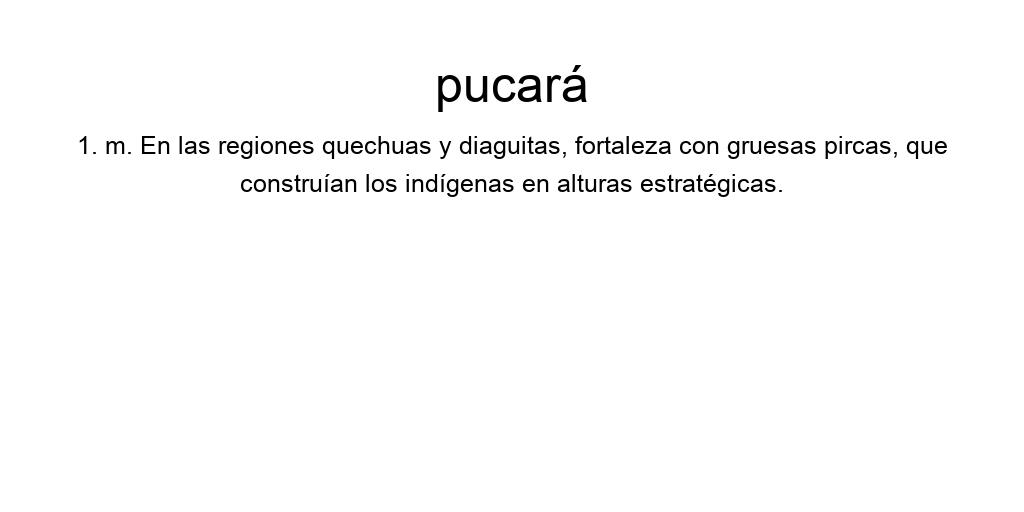 pucará
1. m. En las regiones quechuas y diaguitas, fortaleza con gruesas pircas, que
construían los indígenas en alturas estratégicas.